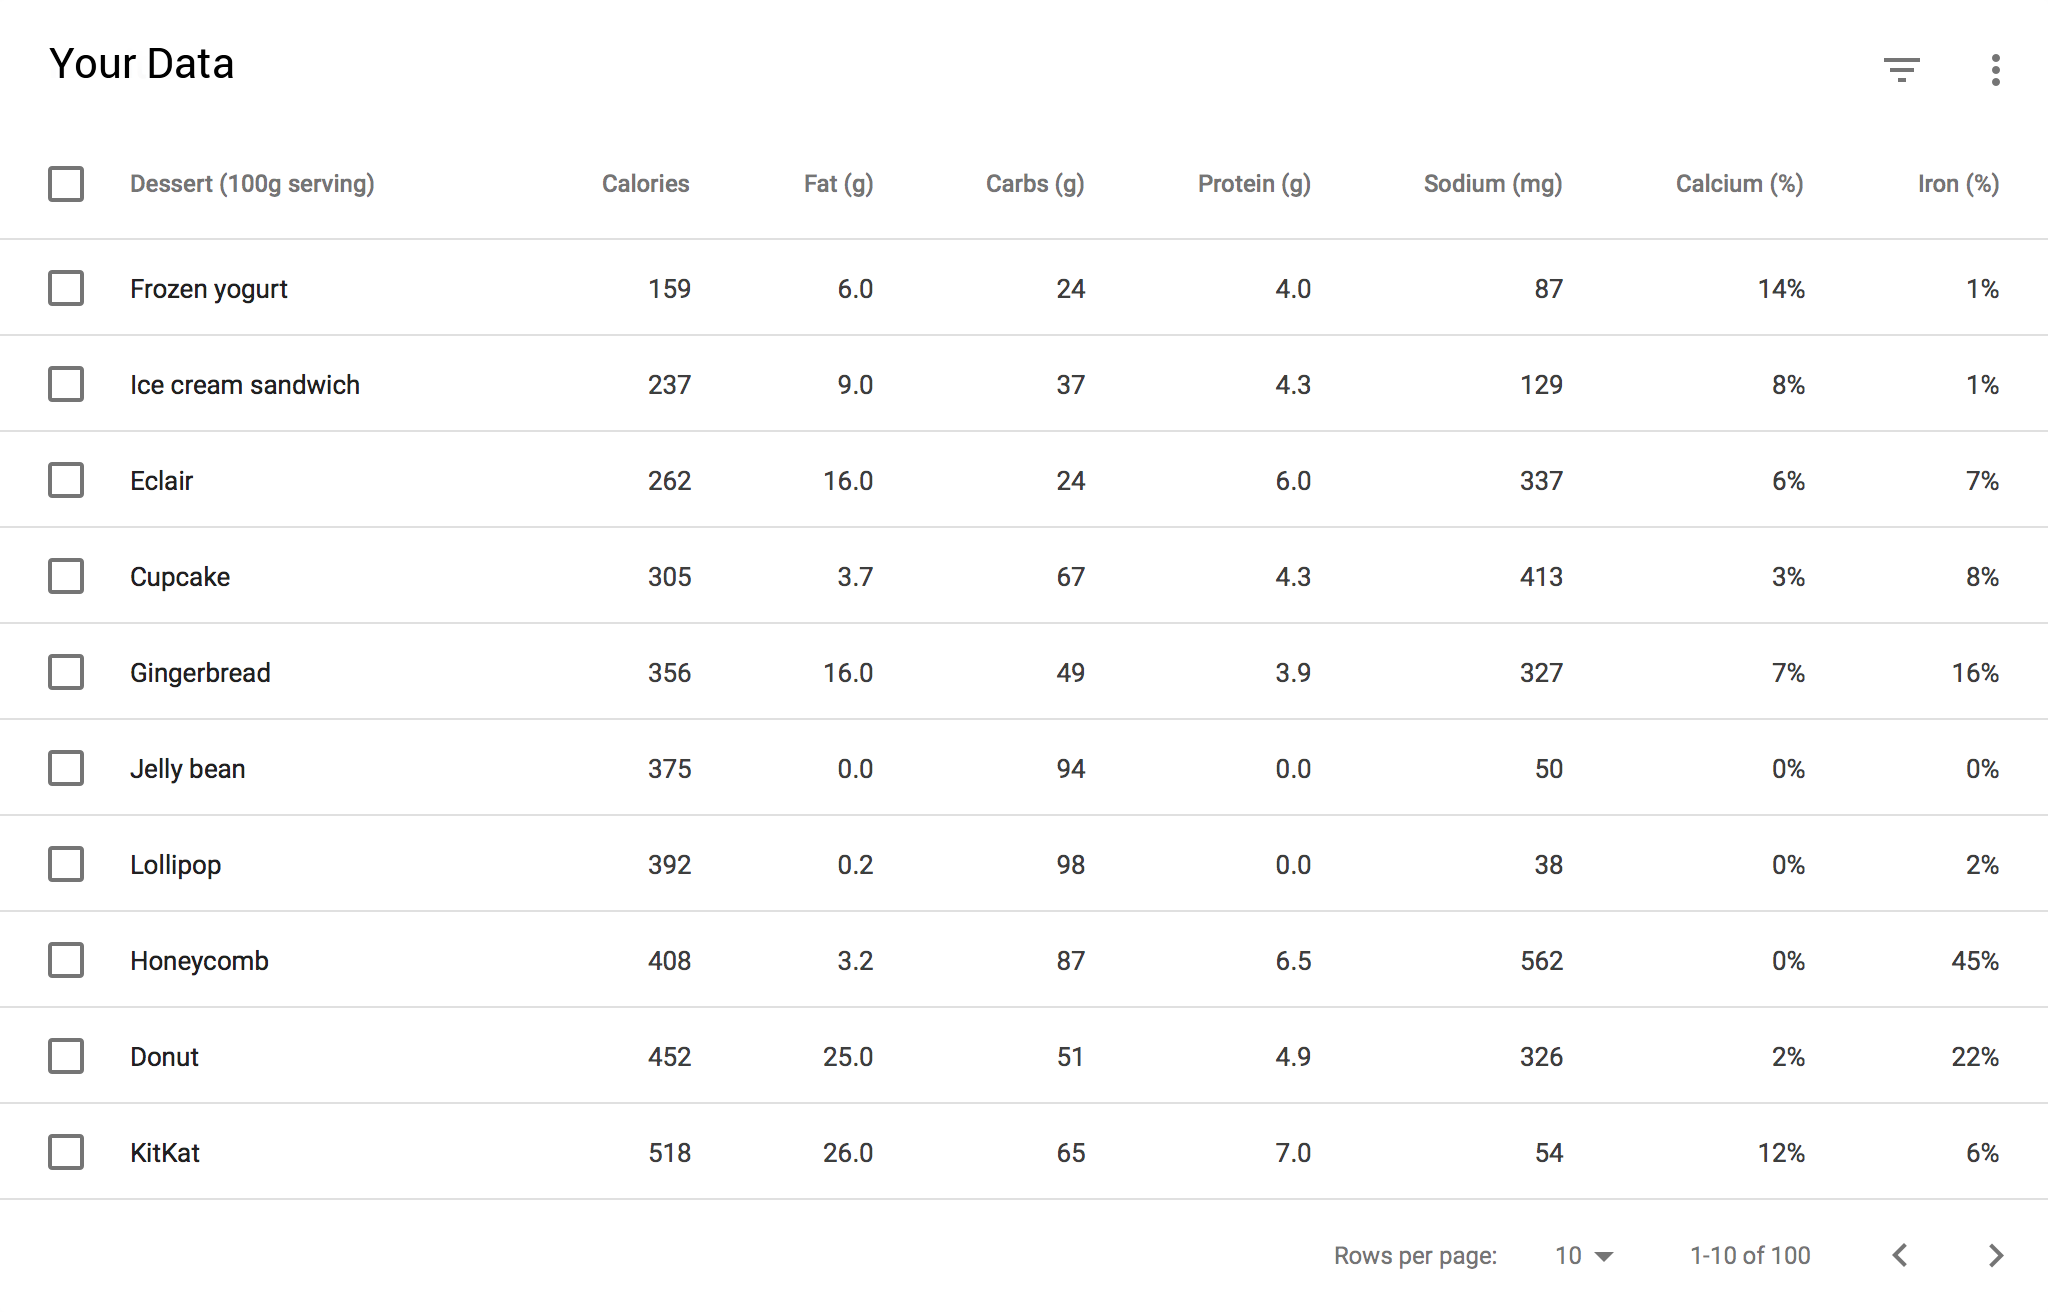 Your Data
Dessert (100g serving) Calories Fat (g) Carbs (g) Protein (g) Sodium (mg) Calcium (%) Iron (%)
Frozen yogurt 159 6.0 24 4.0 87 14% 1%
Ice cream sandwich 237 9.0 37 4.3 129 8% 1%
Eclair 262 16.0 24 6.0 337 6% 7%
Cupcake 305 3.7 67 4.3 413 3% 8%
Gingerbread 356 16.0 49 3.9 327 7% 16%
Jelly bean 375 0.0 94 0.0 50 0% 0%
Lollipop 392 0.2 98 0.0 38 0% 2%
Honeycomb 408 3.2 87 6.5 562 0% 45%
Donut 452 25.0 51 4.9 326 2% 22%
KitKat 518 26.0 65 7.0 54 12% 6%
Rows per page: 10 1-10 of 100